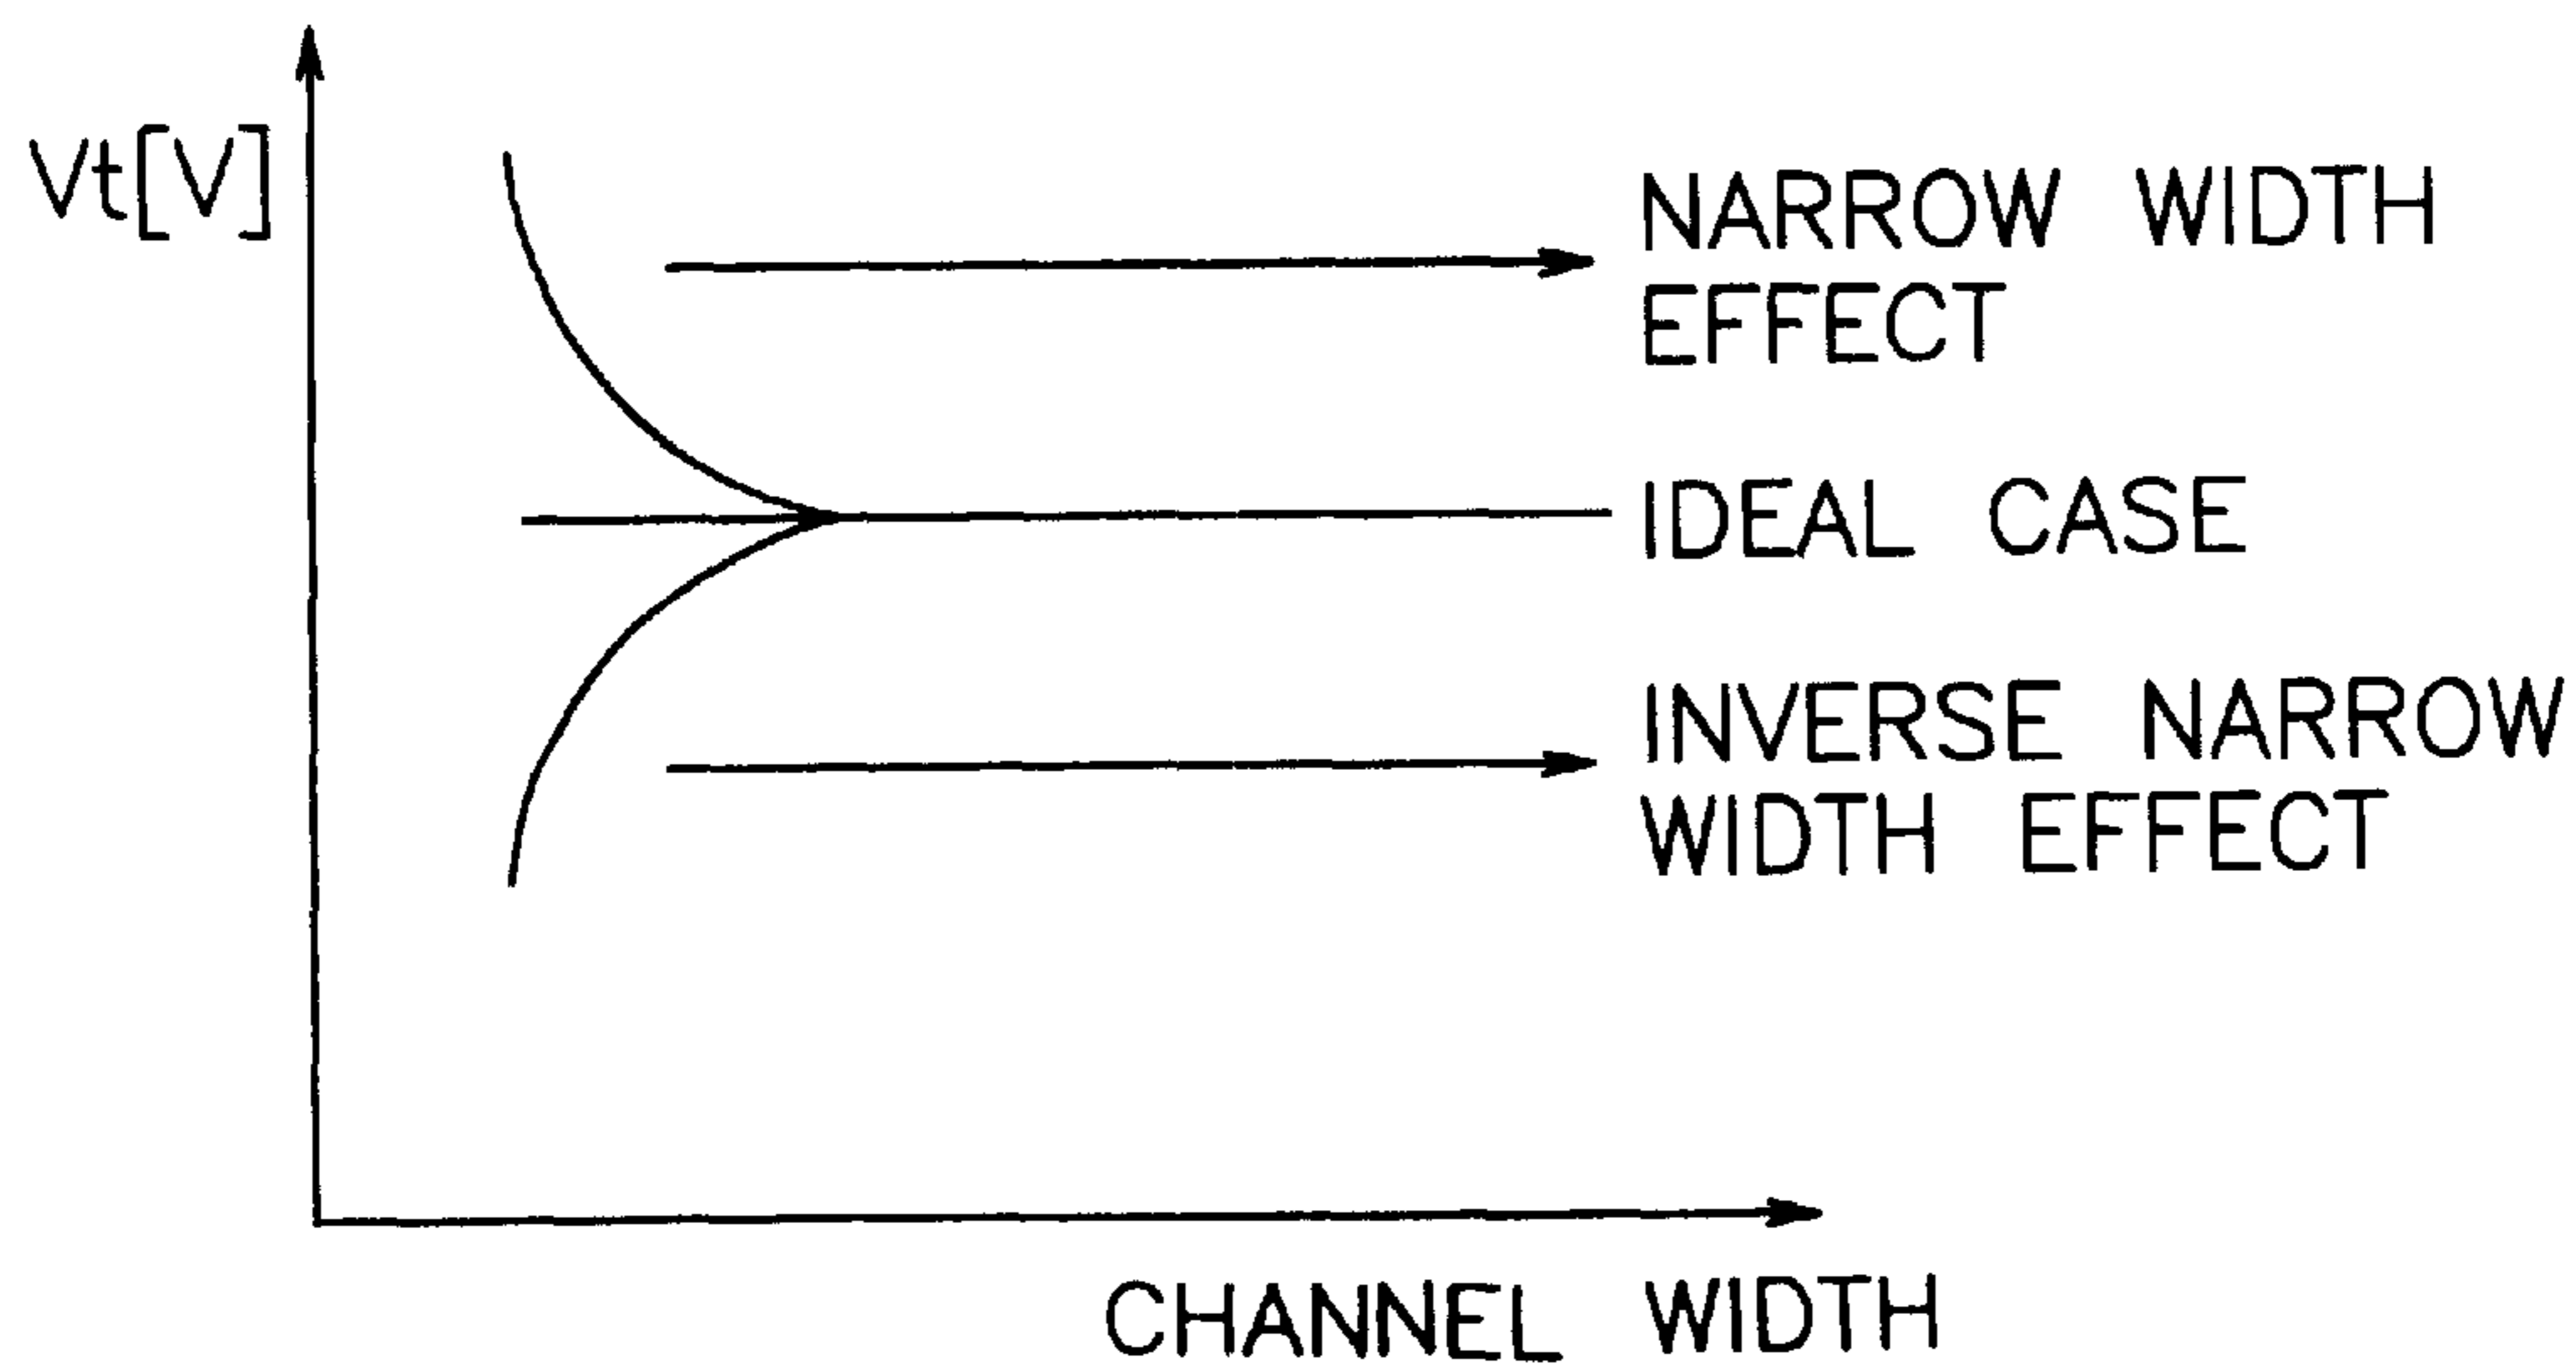 Vt[V]
NARROW WIDTH
EFFECT
IDEAL CASE
INVERSE NARROW
WIDTH EFFECT
CHANNEL WIDTH